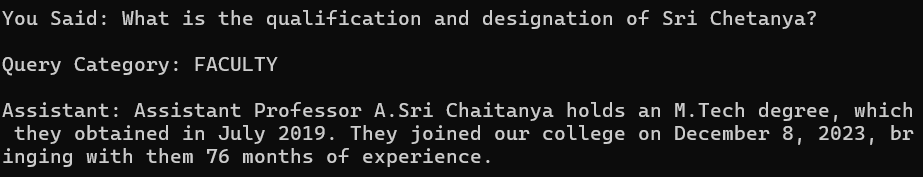 You Said: What is the qualification and designation of Sri Chetanya?
Query Category: FACULTY
Assistant: Assistant Professor A.Sri Chaitanya holds an M.Tech degree, which
they obtained in July 2019. They joined our college on December 8, 2023, br
inging with them 76 months of experience.